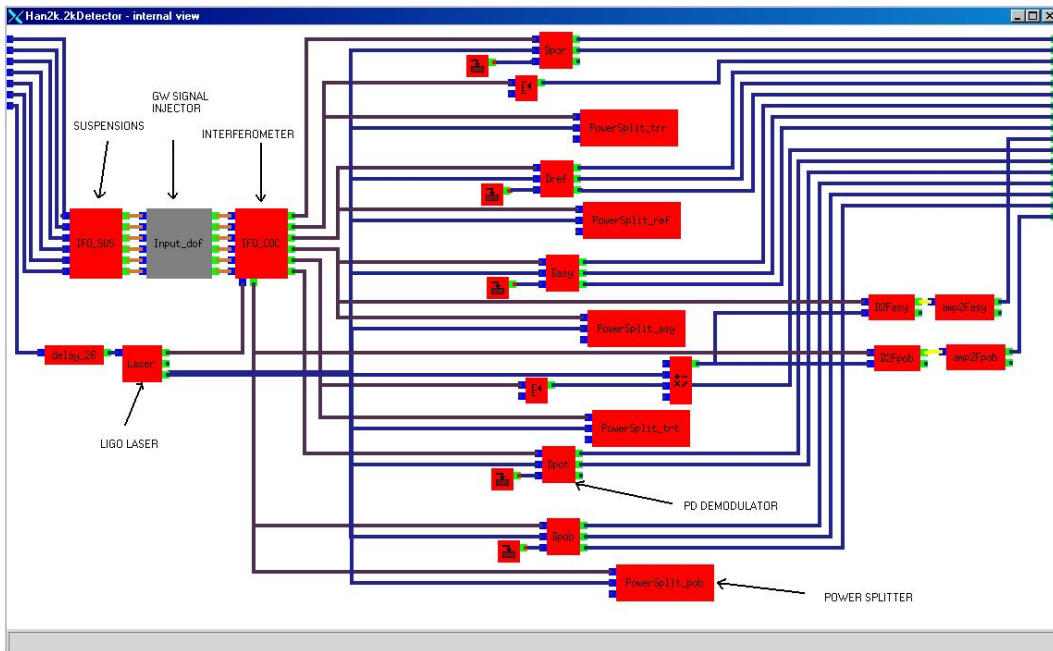 Han2k.2kDetector - internal view
GW SIGNAL
INJECTOR
SUSPENSIONS
INTERFEROMETER
Dpor
E
PowerSplit_trr
Dref
PowerSplit_ref
IFO_SUS
Input_dof
IFO_COC
Dasy
D2Fasy
amp2Fasy
PowerSplit_asy
delay_26
Laser
D2Fpob
amp2Fpob
E
PowerSplit_trt
LIGO LASER
Dpot
PD DEMODULATOR
Dpob
PowerSplit_pob
POWER SPLITTER